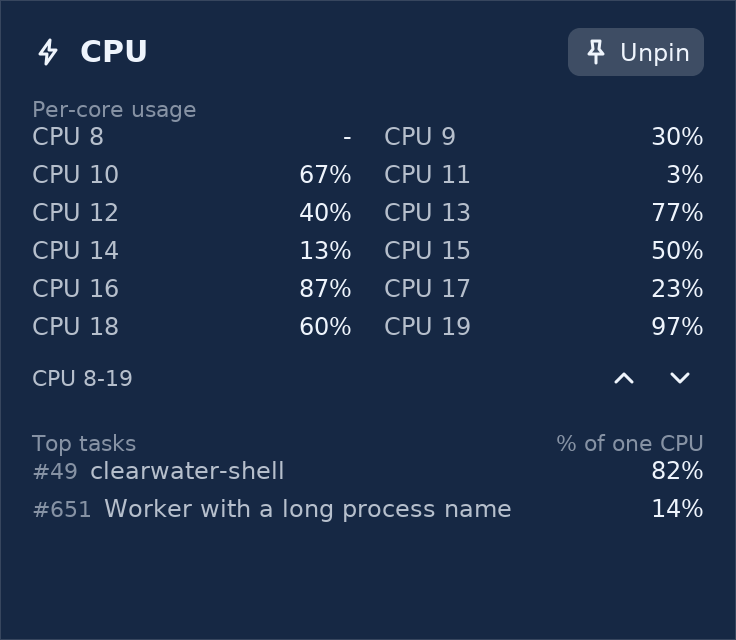 CPU
Unpin
Per-core usage
CPU 8 - CPU 9 30%
CPU 10 67% CPU 11 3%
CPU 12 40% CPU 13 77%
CPU 14 13% CPU 15 50%
CPU 16 87% CPU 17 23%
CPU 18 60% CPU 19 97%
CPU 8-19
Top tasks % of one CPU
#49 clearwater-shell 82%
#651 Worker with a long process name 14%